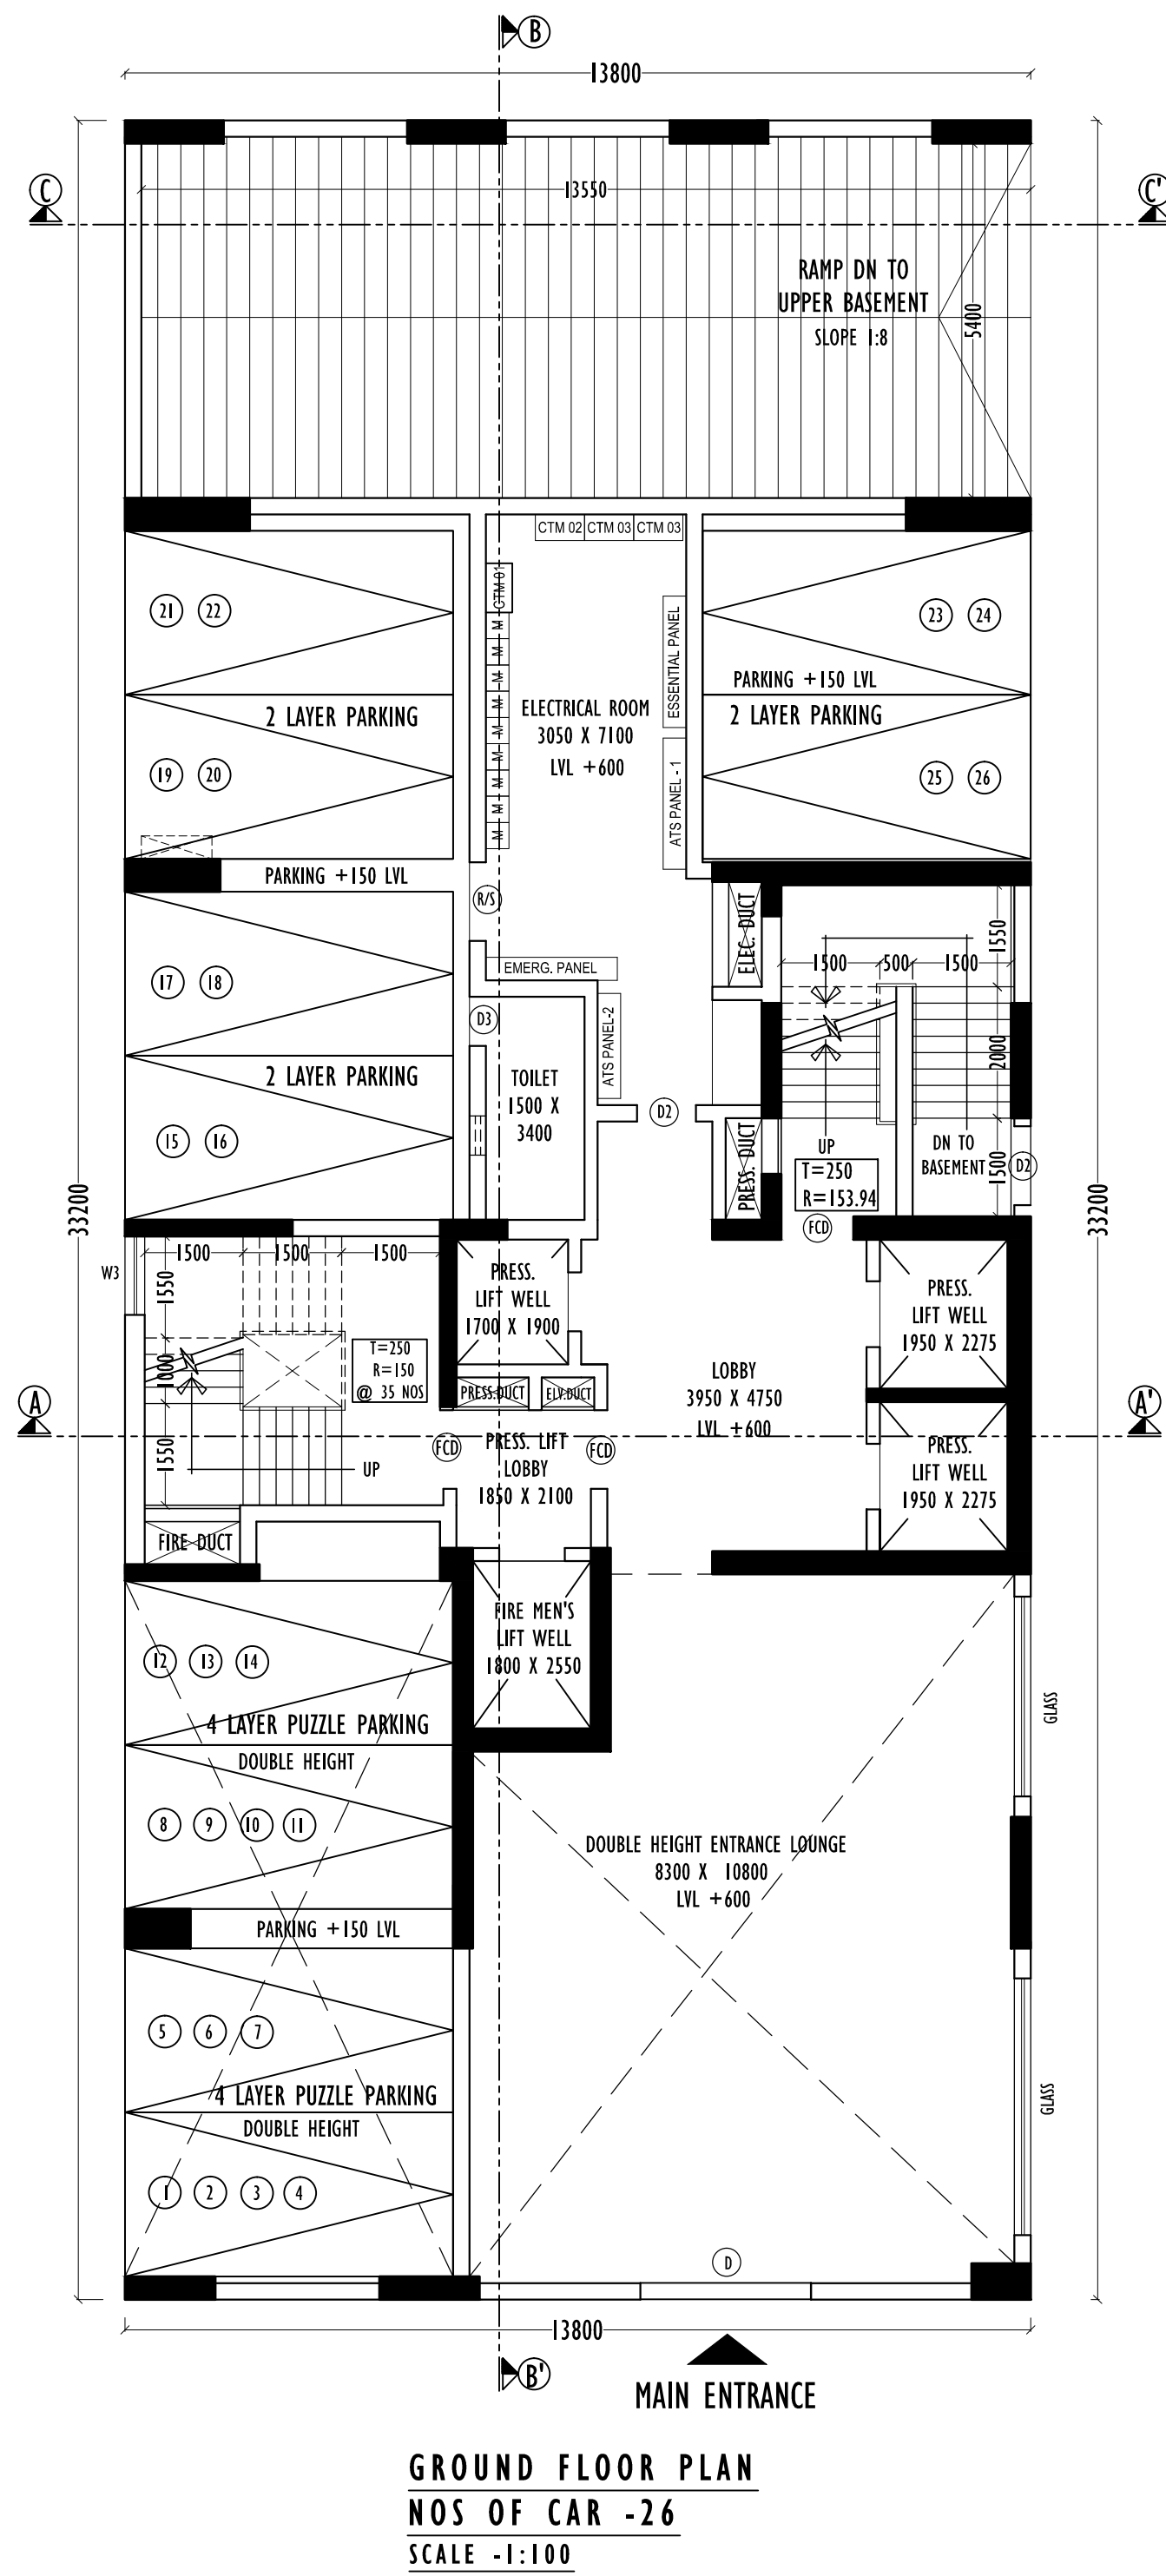 B
13800
C
C'
13550
RAMP DN TO
UPPER BASEMENT
SLOPE 1:8
5400
CTM 02 CTM 03 CTM 03
CTM 01
M
M
M
M
M
M
M
M
M
21 22
23 24
ESSENTIAL PANEL
PARKING +150 LVL
2 LAYER PARKING
ELECTRICAL ROOM
3050 X 7100
LVL +600
2 LAYER PARKING
ATS PANEL - 1
19 20
25 26
PARKING +150 LVL
R/S
ELEC. DUCT
1550
1500 500 1500
EMERG. PANEL
17 18
D3
ATS PANEL-2
2000
2 LAYER PARKING
TOILET
1500 X
3400
D2
15 16
PRESS. DUCT
UP
DN TO
BASEMENT
1500
D2
T=250
R=153.94
FCD
33200
33200
1500 1500 1500
W3
1550
PRESS.
LIFT WELL
1700 X 1900
PRESS.
LIFT WELL
1950 X 2275
T=250
R=150
@ 35 NOS
1000
PRESS.DUCT
ELV.DUCT
LOBBY
3950 X 4750
LVL +600
A
A'
FCD
PRESS. LIFT
LOBBY
1850 X 2100
FCD
PRESS.
LIFT WELL
1950 X 2275
1550
UP
FIRE DUCT
FIRE MEN'S
LIFT WELL
1800 X 2550
12 13 14
GLASS
4 LAYER PUZZLE PARKING
DOUBLE HEIGHT
8 9 10 11
DOUBLE HEIGHT ENTRANCE LOUNGE
8300 X 10800
LVL +600
PARKING +150 LVL
5 6 7
4 LAYER PUZZLE PARKING
DOUBLE HEIGHT
GLASS
1 2 3 4
D
13800
B'
MAIN ENTRANCE
GROUND FLOOR PLAN
NOS OF CAR -26
SCALE -1:100